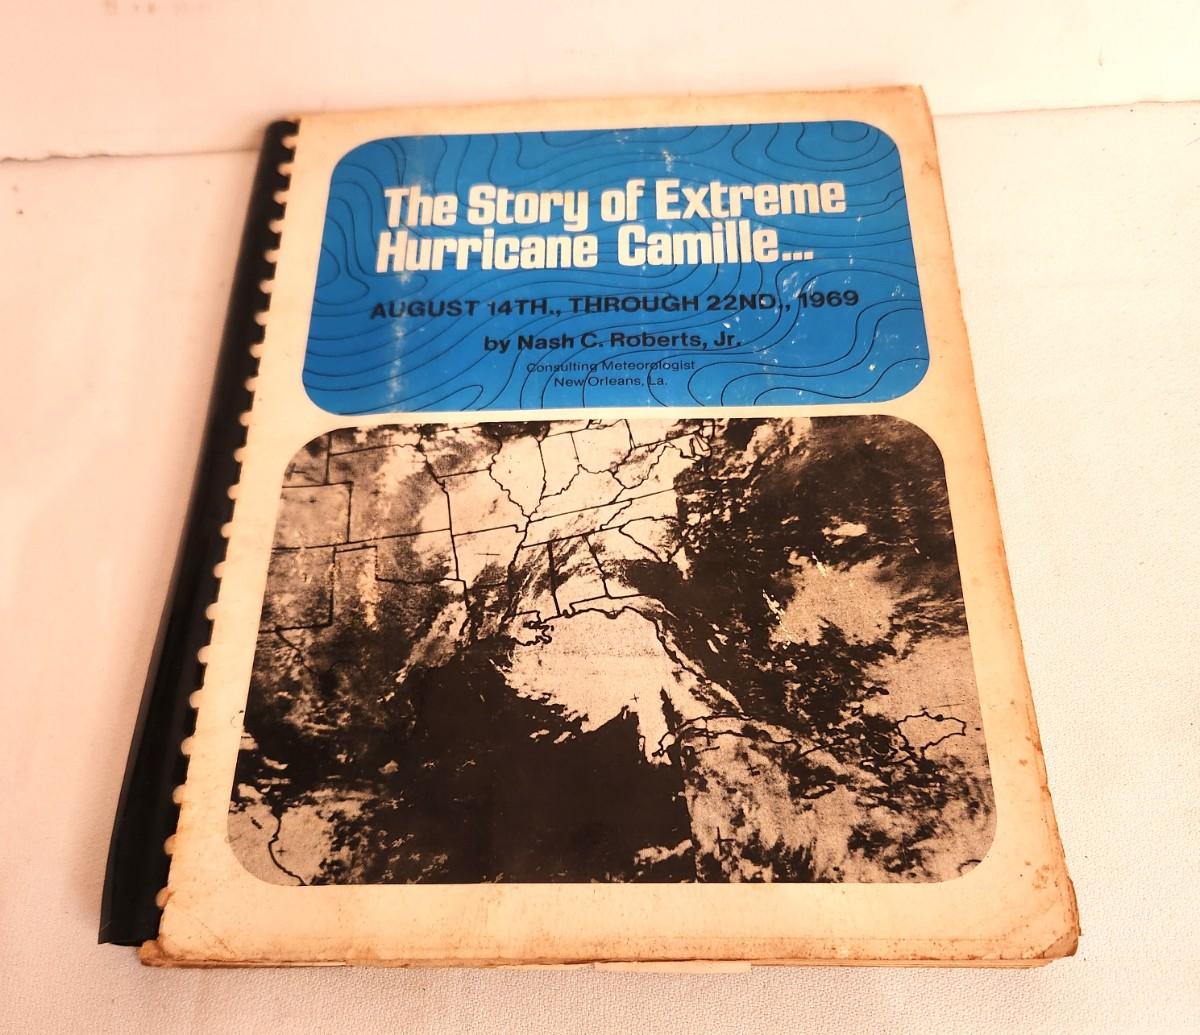 The Story of Extreme
Hurricane Camille...
AUGUST 14TH., THROUGH 22ND., 1969
by Nash C. Roberts, Jr.
Consulting Meteorologist
New Orleans, La.